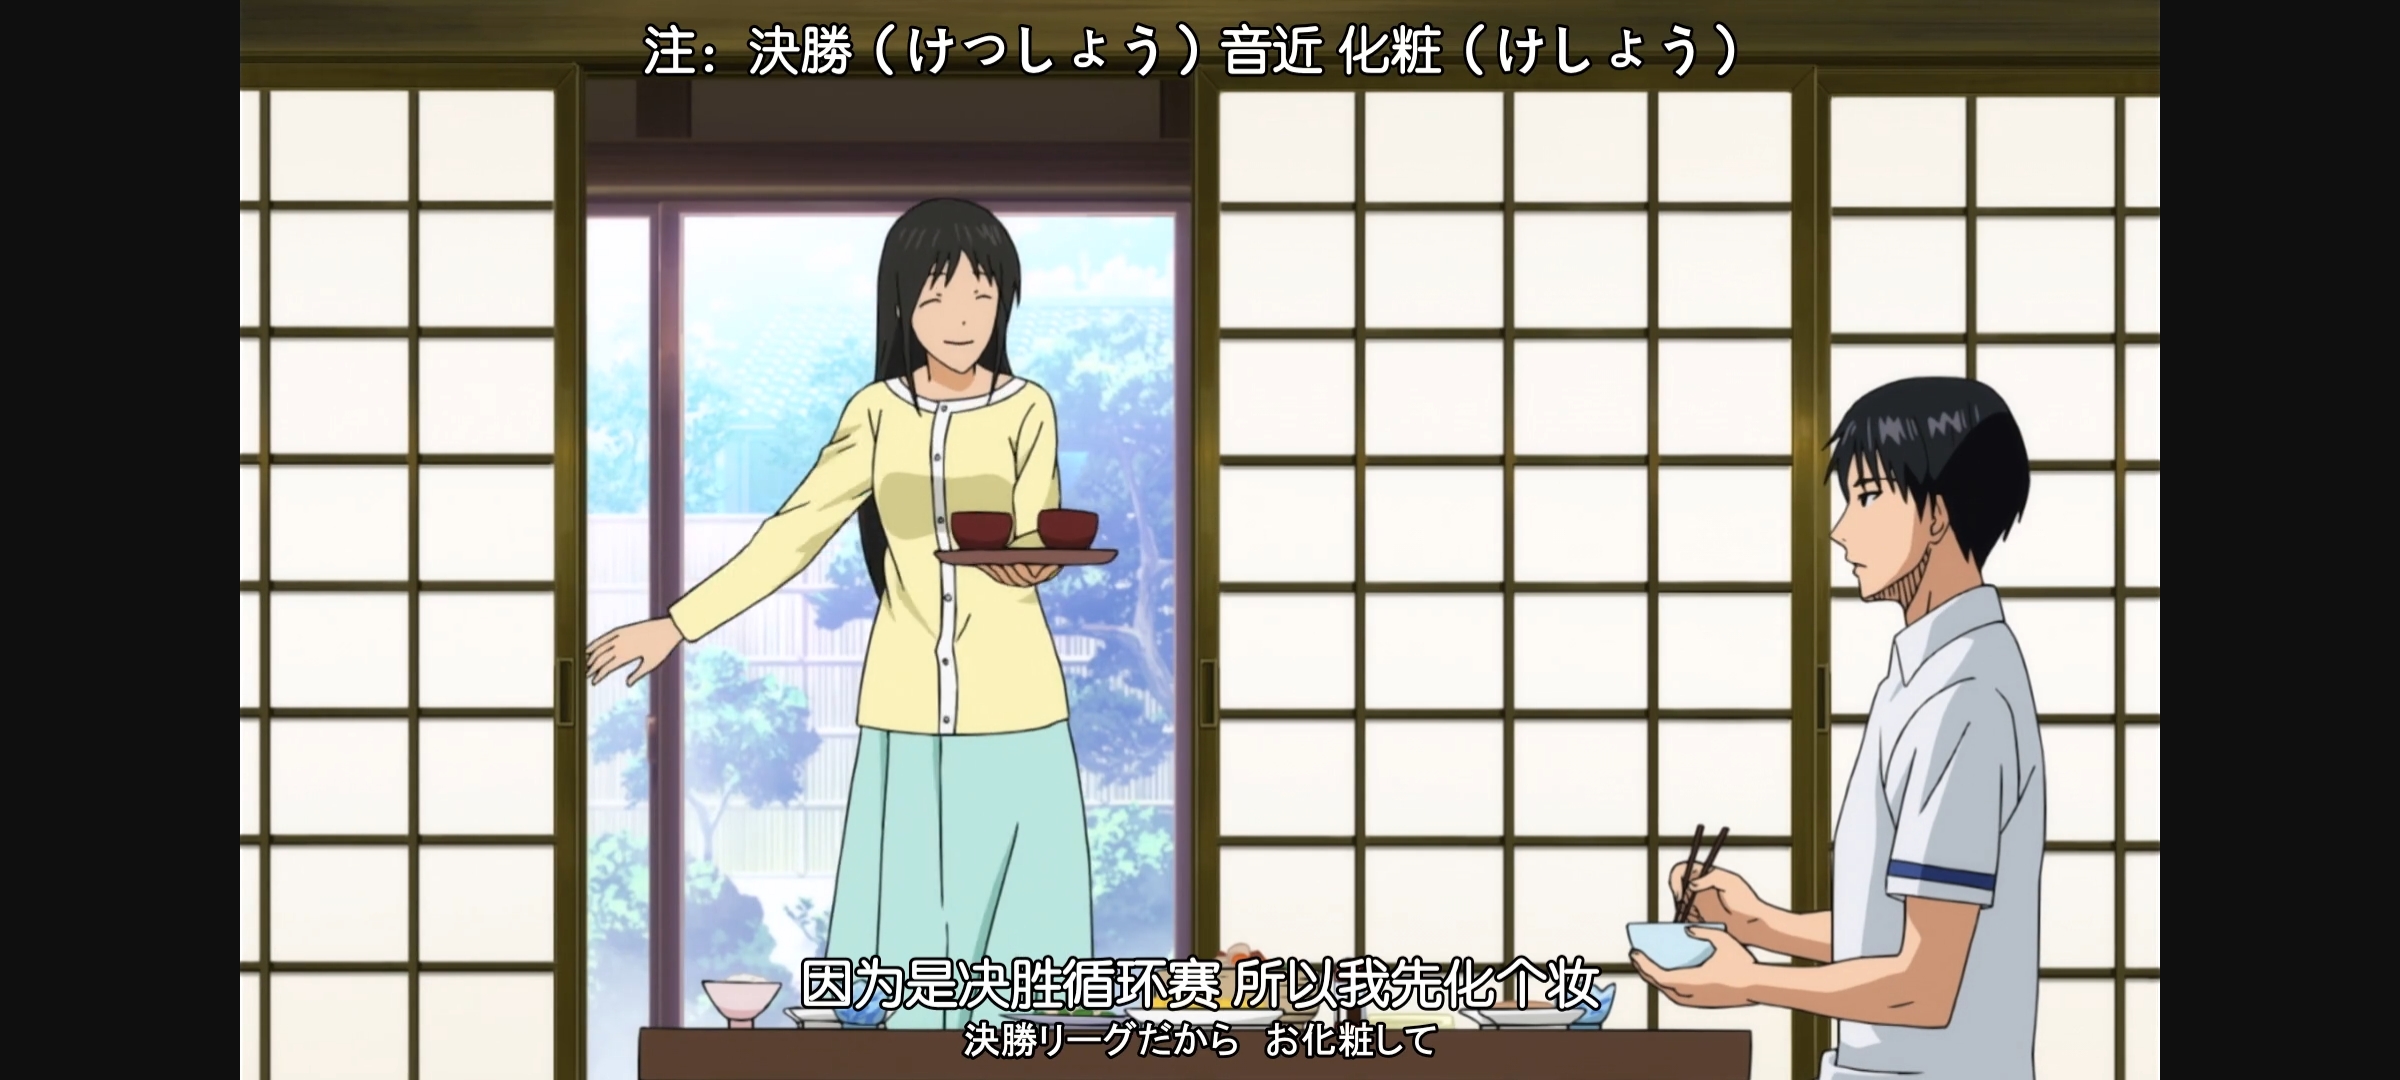 注：決勝（けっしょう）音近 化粧（けしょう）
因为是决胜循环赛 所以我先化个妆
決勝リーグだから　お化粧して